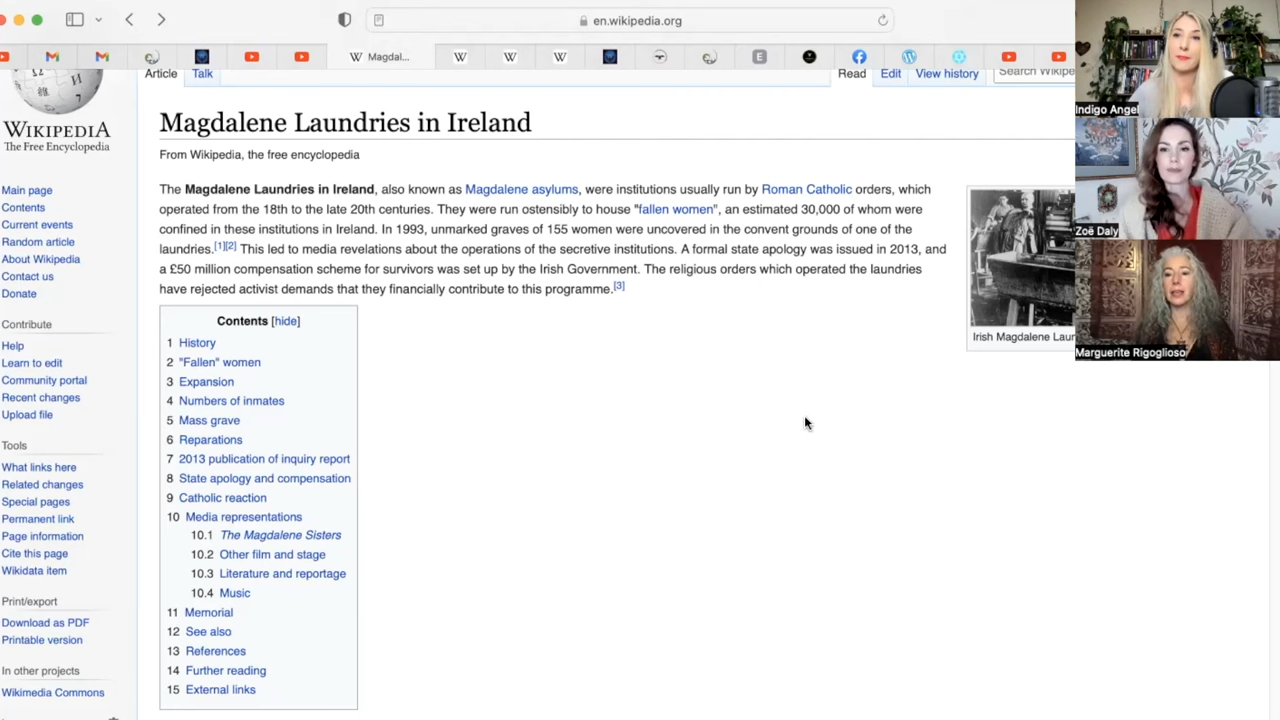 en.wikipedia.org
Magdal...
Article
Talk
Read
Edit
View history
Search Wikipe
WIKIPEDIA
The Free Encyclopedia
Magdalene Laundries in Ireland
From Wikipedia, the free encyclopedia
The Magdalene Laundries in Ireland, also known as Magdalene asylums, were institutions usually run by Roman Catholic orders, which
operated from the 18th to the late 20th centuries. They were run ostensibly to house "fallen women", an estimated 30,000 of whom were
confined in these institutions in Ireland. In 1993, unmarked graves of 155 women were uncovered in the convent grounds of one of the
laundries.[1][2] This led to media revelations about the operations of the secretive institutions. A formal state apology was issued in 2013, and
a £50 million compensation scheme for survivors was set up by the Irish Government. The religious orders which operated the laundries
have rejected activist demands that they financially contribute to this programme.[3]
Irish Magdalene Laun
Contents [hide]
1 History
2 "Fallen" women
3 Expansion
4 Numbers of inmates
5 Mass grave
6 Reparations
7 2013 publication of inquiry report
8 State apology and compensation
9 Catholic reaction
10 Media representations
10.1 The Magdalene Sisters
10.2 Other film and stage
10.3 Literature and reportage
10.4 Music
11 Memorial
12 See also
13 References
14 Further reading
15 External links
Main page
Contents
Current events
Random article
About Wikipedia
Contact us
Donate
Contribute
Help
Learn to edit
Community portal
Recent changes
Upload file
Tools
What links here
Related changes
Special pages
Permanent link
Page information
Cite this page
Wikidata item
Print/export
Download as PDF
Printable version
In other projects
Wikimedia Commons
Indigo Angel
Zoë Daly
Marguerite Rigoglioso